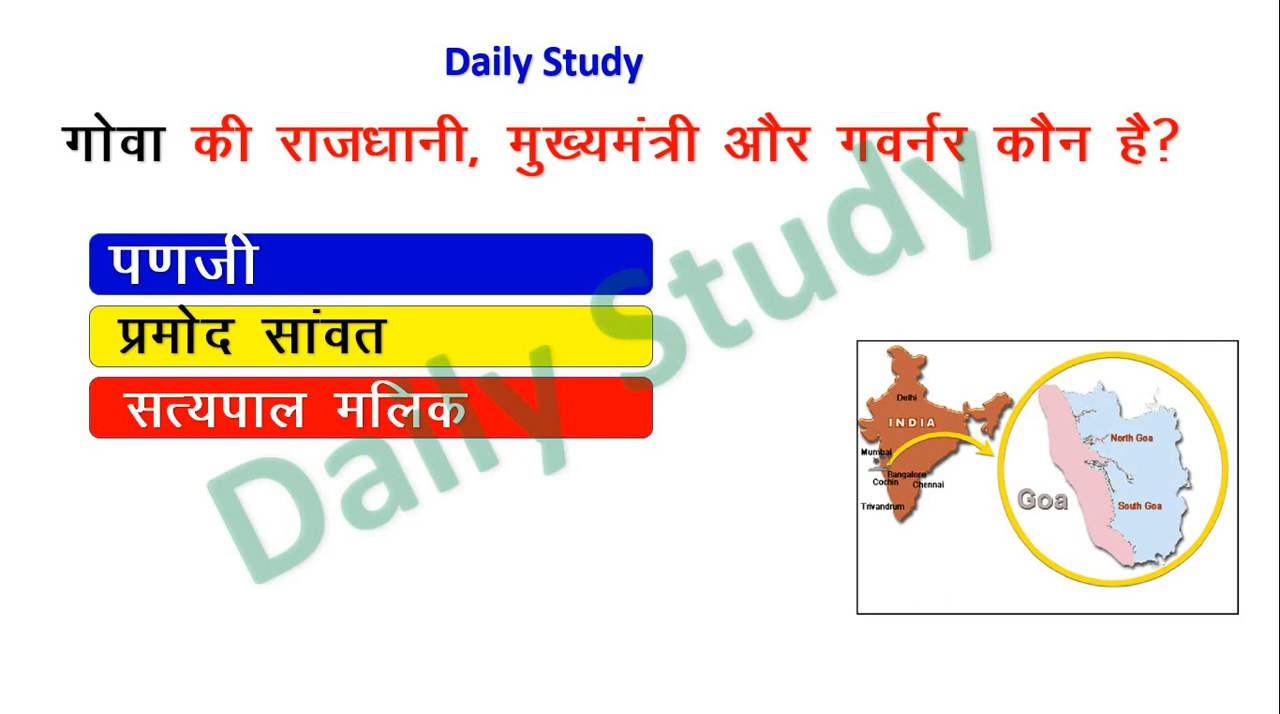 Daily Study
गोवा की राजधानी, मुख्यमंत्री और गवर्नर कौन है?
पणजी
प्रमोद सांवत
सत्यपाल मलिक
Daily Study
Delhi
INDIA
Mumbai
Bangalore
Cochin
Chennai
Trivandrum
North Goa
Goa
South Goa